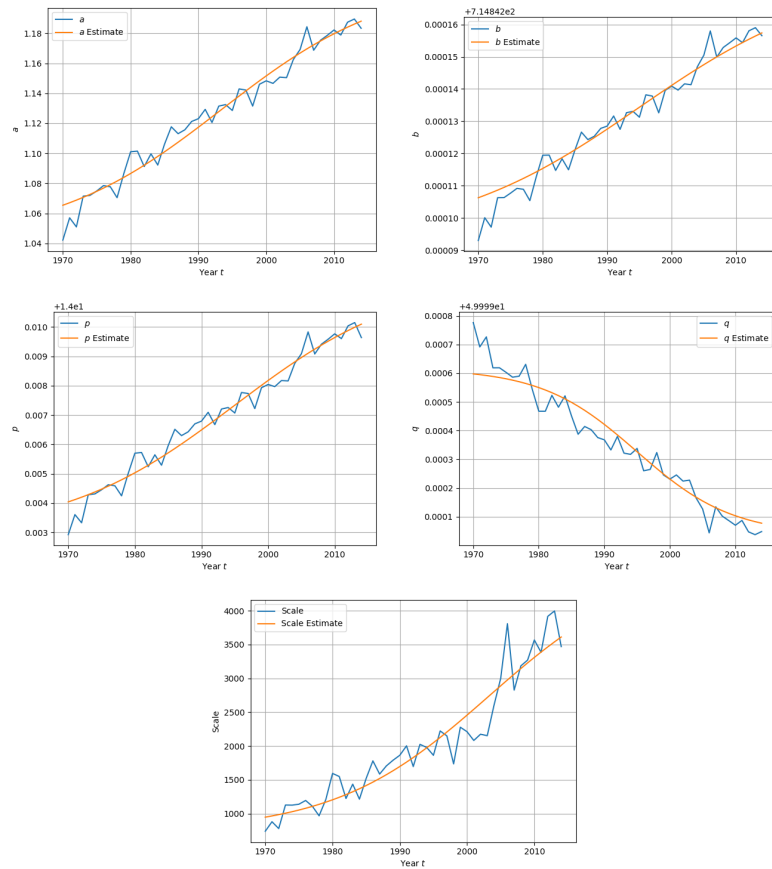 a
a Estimate
1.18
1.16
1.14
1.12
1.10
1.08
1.06
1.04
a
1970
1980
1990
2000
2010
Year t
+7.14842e2
b
b Estimate
0.00016
0.00015
0.00014
0.00013
0.00012
0.00011
0.00010
0.00009
b
1970
1980
1990
2000
2010
Year t
+1.4e1
p
p Estimate
0.010
0.009
0.008
0.007
0.006
0.005
0.004
0.003
p
1970
1980
1990
2000
2010
Year t
+4.9999e1
q
q Estimate
0.0008
0.0007
0.0006
0.0005
0.0004
0.0003
0.0002
0.0001
q
1970
1980
1990
2000
2010
Year t
Scale
Scale Estimate
4000
3500
3000
2500
2000
1500
1000
Scale
1970
1980
1990
2000
2010
Year t